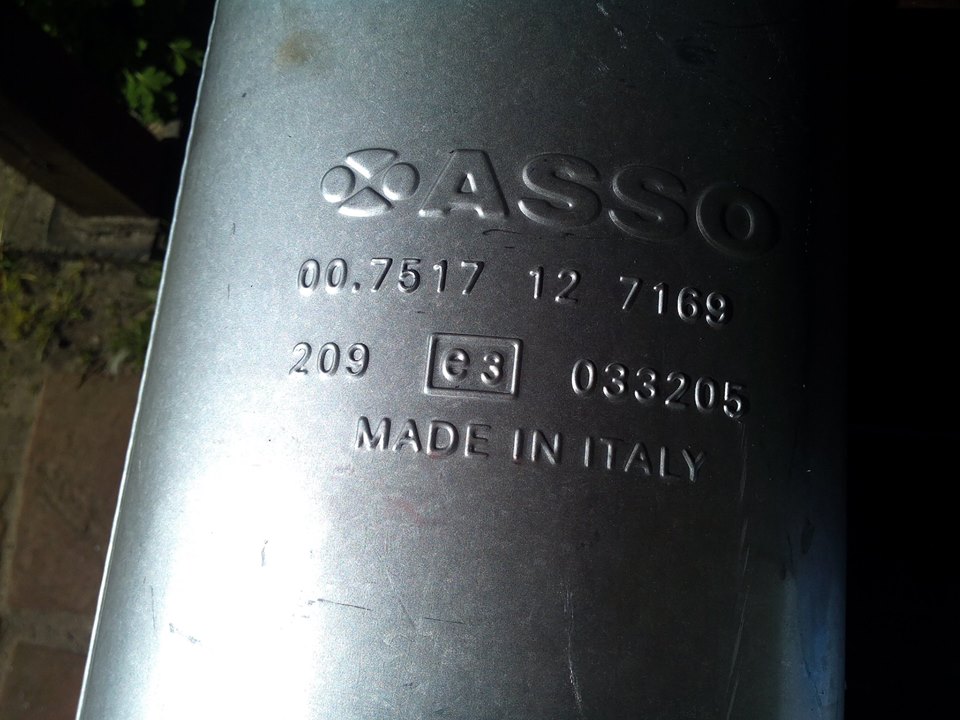 ASSO
00.7517 12 7169
209 e3 033205
MADE IN ITALY